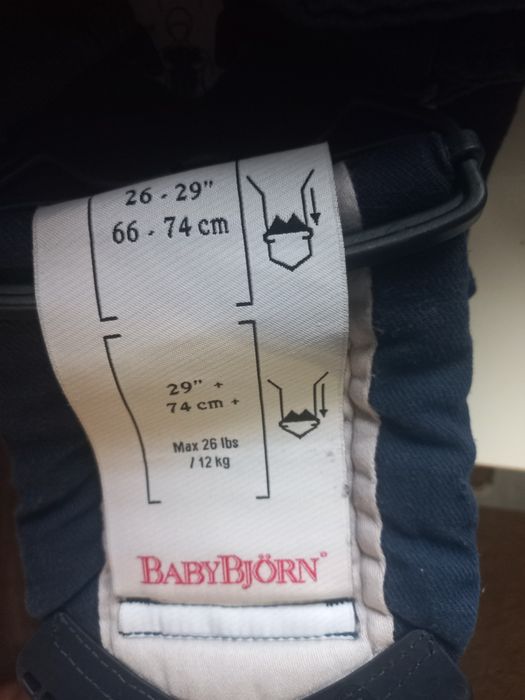 26 - 29"
66 - 74 cm
29" +
74 cm +
Max 26 lbs
/ 12 kg
BABYBJÖRN®